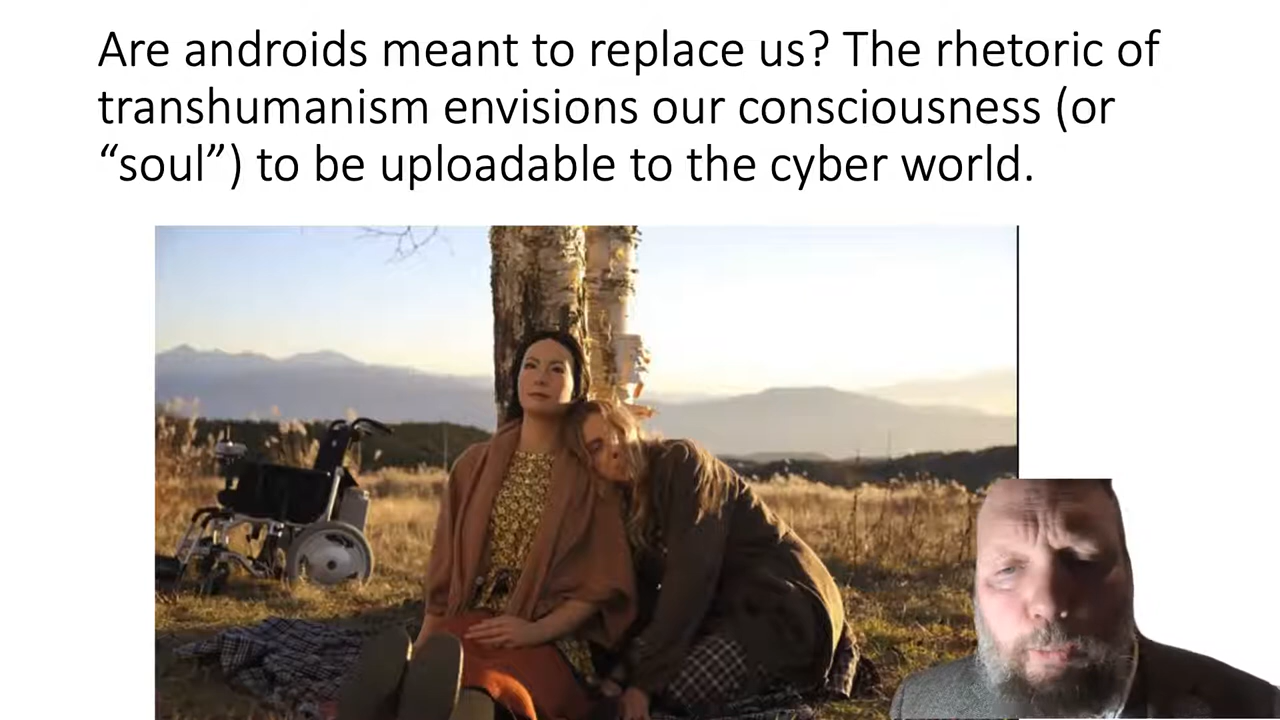 Are androids meant to replace us? The rhetoric of
transhumanism envisions our consciousness (or
“soul”) to be uploadable to the cyber world.